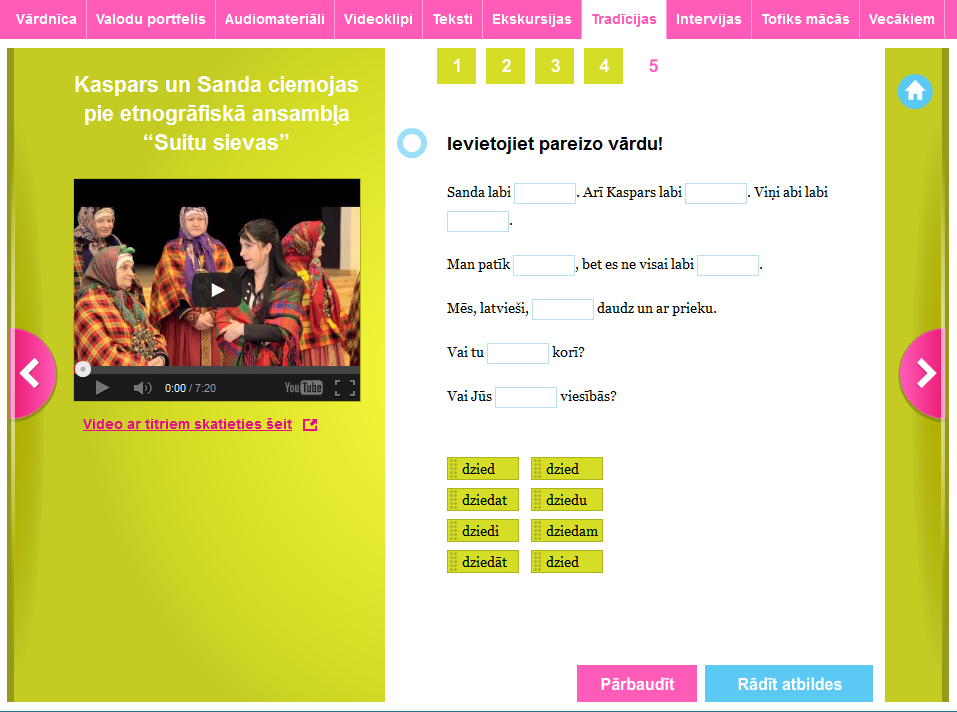 Vārdnīca Valodu portfelis Audiomateriāli Videoklipi Teksti Ekskursijas Tradīcijas Intervijas Tofiks mācās Vecākiem
Kaspars un Sanda ciemojas
pie etnogrāfiskā ansambļa
“Suitu sievas”
0:00 / 7:20 YouTube
Video ar titriem skatieties šeit
1 2 3 4 5
Ievietojiet pareizo vārdu!
Sanda labi . Arī Kaspars labi . Viņi abi labi
.
Man patīk , bet es ne visai labi .
Mēs, latvieši, daudz un ar prieku.
Vai tu korī?
Vai Jūs viesībās?
dzied dzied
dziedat dziedu
dziedi dziedam
dziedāt dzied
Pārbaudīt Rādīt atbildes